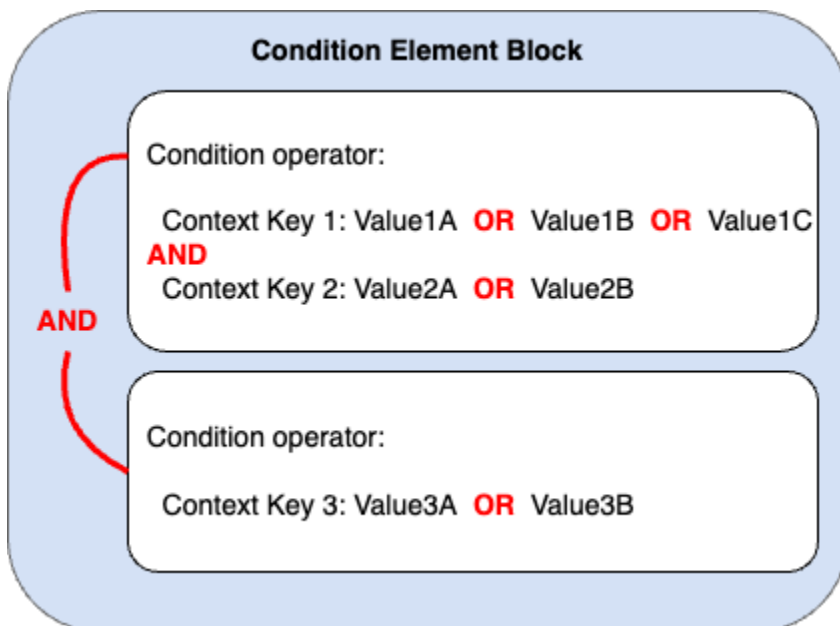 Condition Element Block
Condition operator:
Context Key 1: Value1A OR Value1B OR Value1C
AND
Context Key 2: Value2A OR Value2B
AND
Condition operator:
Context Key 3: Value3A OR Value3B